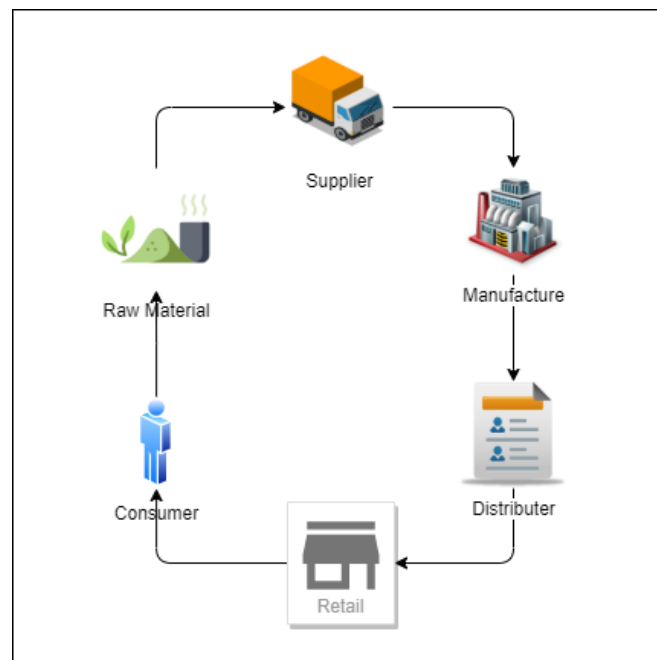 Supplier
Raw Material
Manufacture
Consumer
Distributer
Retail